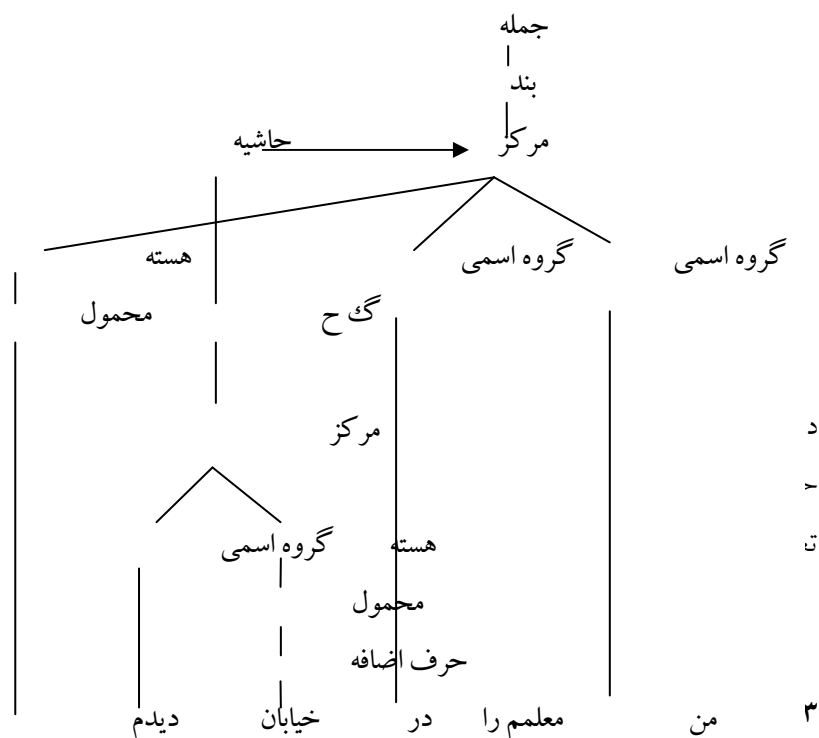 جمله
بند
مرکز حاشیه
گروه اسمی گروه اسمی هسته
گ ح محمول
مرکز
هسته گروه اسمی
محمول
حرف اضافه
۳ من معلمم را در خیابان دیدم